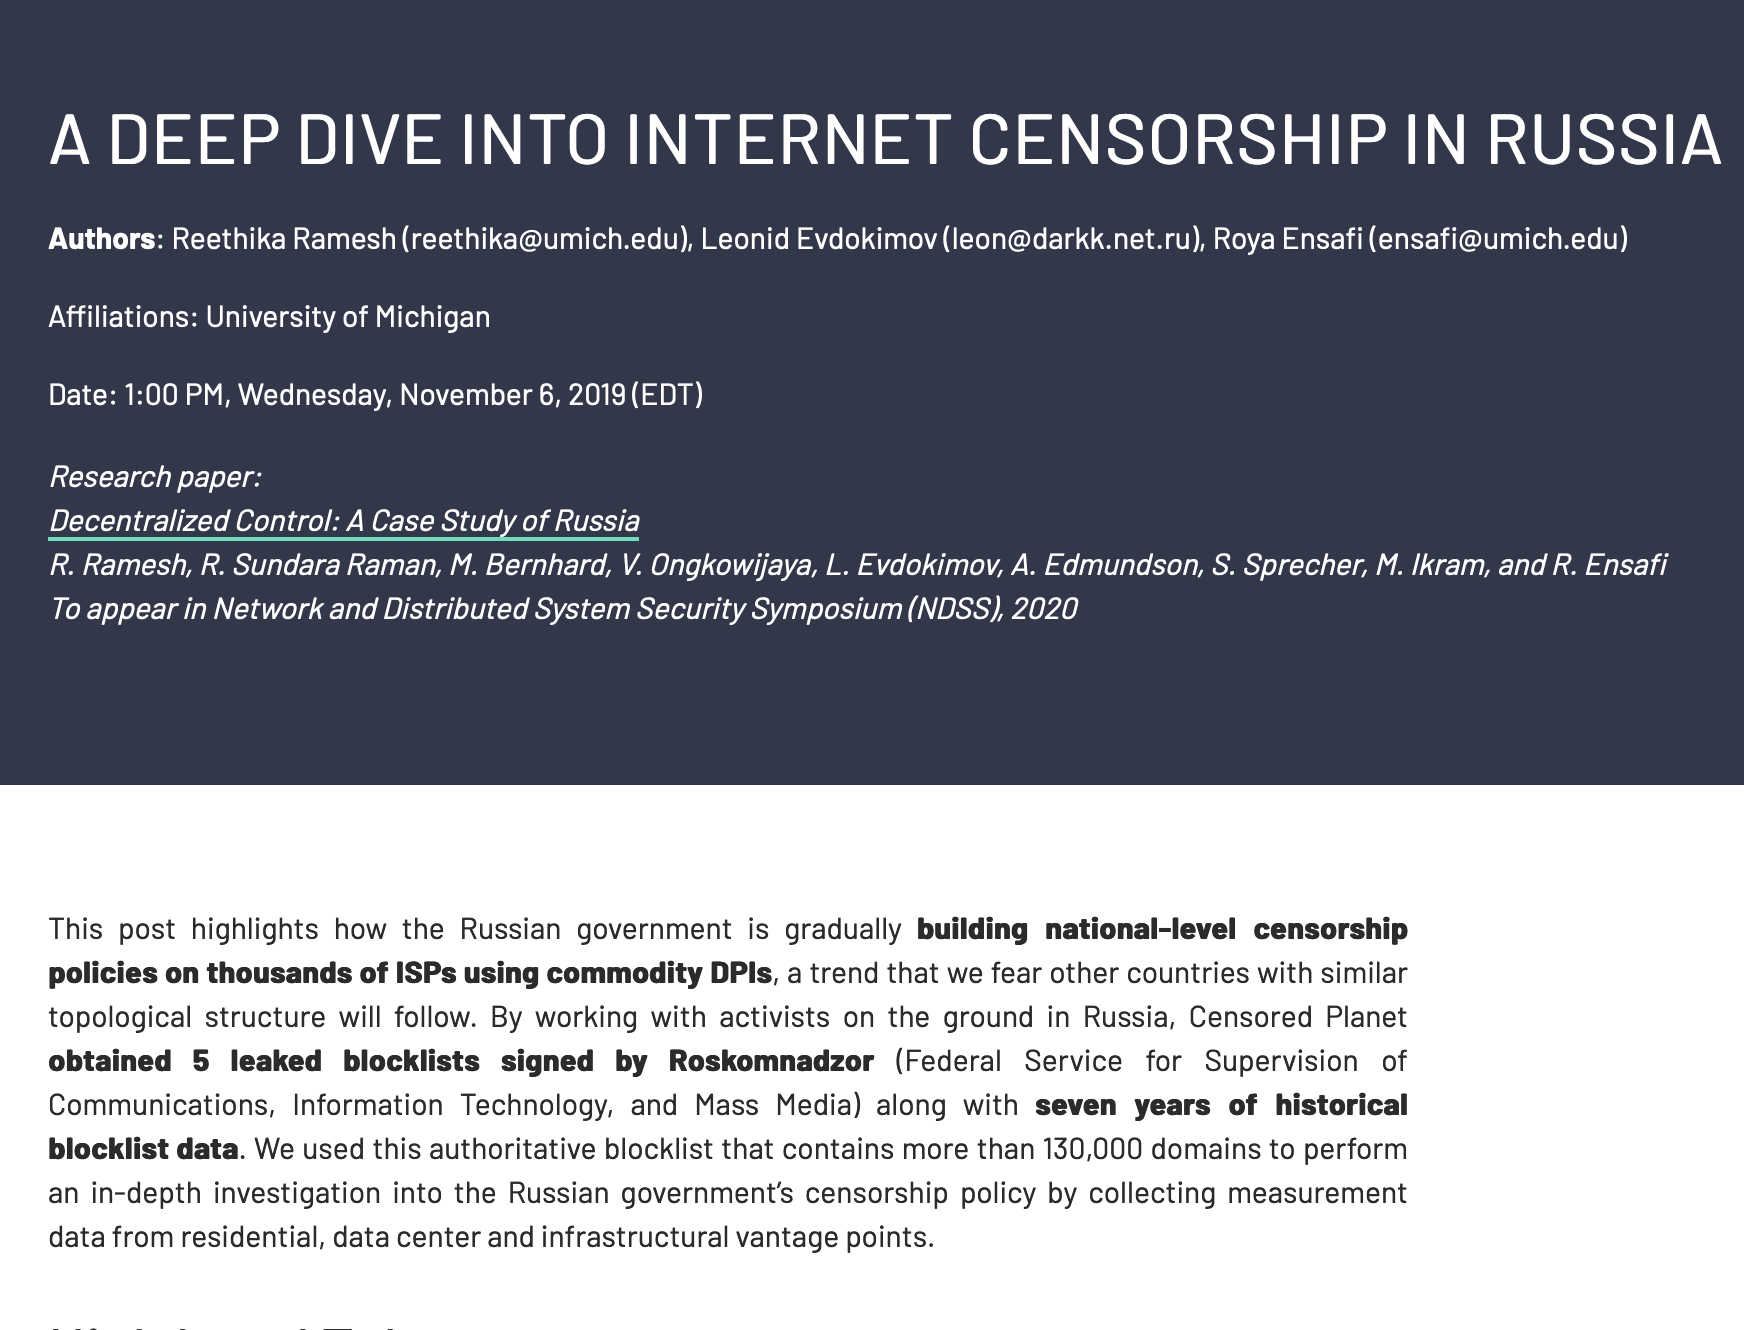 A DEEP DIVE INTO INTERNET CENSORSHIP IN RUSSIA
Authors: Reethika Ramesh (reethika@umich.edu), Leonid Evdokimov (leon@darkk.net.ru), Roya Ensafi (ensafi@umich.edu)
Affiliations: University of Michigan
Date: 1:00 PM, Wednesday, November 6, 2019 (EDT)
Research paper:
Decentralized Control: A Case Study of Russia
R. Ramesh, R. Sundara Raman, M. Bernhard, V. Ongkowijaya, L. Evdokimov, A. Edmundson, S. Sprecher, M. Ikram, and R. Ensafi
To appear in Network and Distributed System Security Symposium (NDSS), 2020
This post highlights how the Russian government is gradually building national-level censorship
policies on thousands of ISPs using commodity DPIs, a trend that we fear other countries with similar
topological structure will follow. By working with activists on the ground in Russia, Censored Planet
obtained 5 leaked blocklists signed by Roskomnadzor (Federal Service for Supervision of
Communications, Information Technology, and Mass Media) along with seven years of historical
blocklist data. We used this authoritative blocklist that contains more than 130,000 domains to perform
an in-depth investigation into the Russian government's censorship policy by collecting measurement
data from residential, data center and infrastructural vantage points.